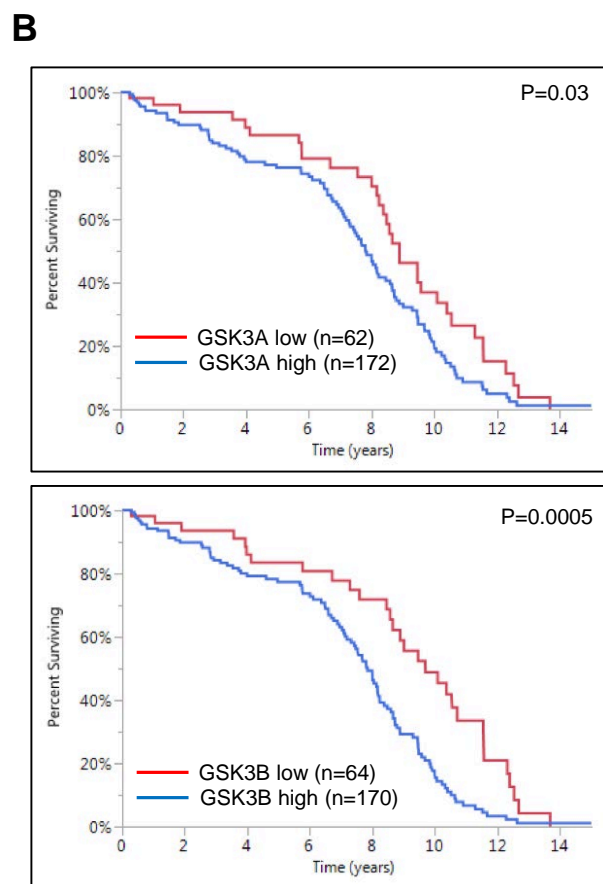 B
P=0.03
100%
80%
60%
40%
20%
0%
Percent Surviving
GSK3A low (n=62)
GSK3A high (n=172)
0 2 4 6 8 10 12 14
Time (years)
P=0.0005
100%
80%
60%
40%
20%
0%
Percent Surviving
GSK3B low (n=64)
GSK3B high (n=170)
0 2 4 6 8 10 12 14
Time (years)